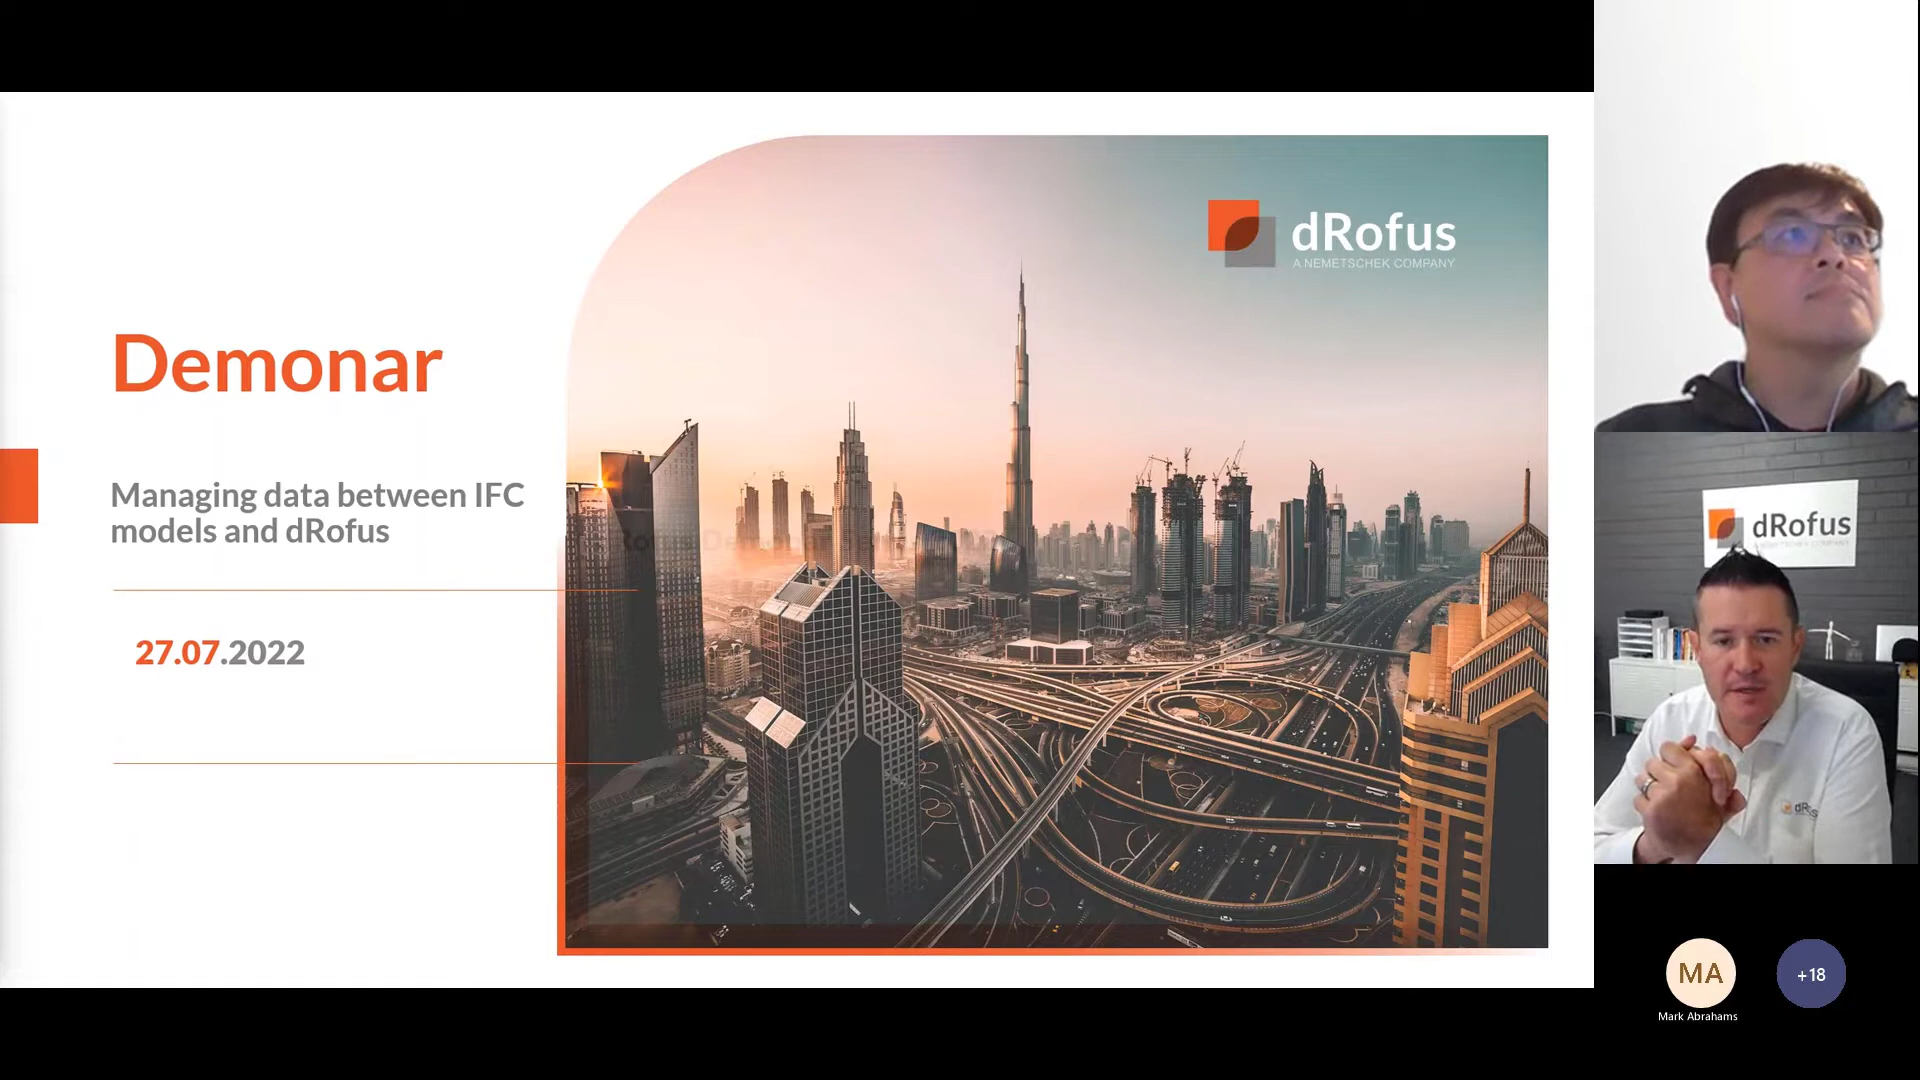 Demonar
Managing data between IFC
models and dRofus
27.07.2022
dRofus
A NEMETSCHEK COMPANY
dRofus
MA
Mark Abrahams
+18